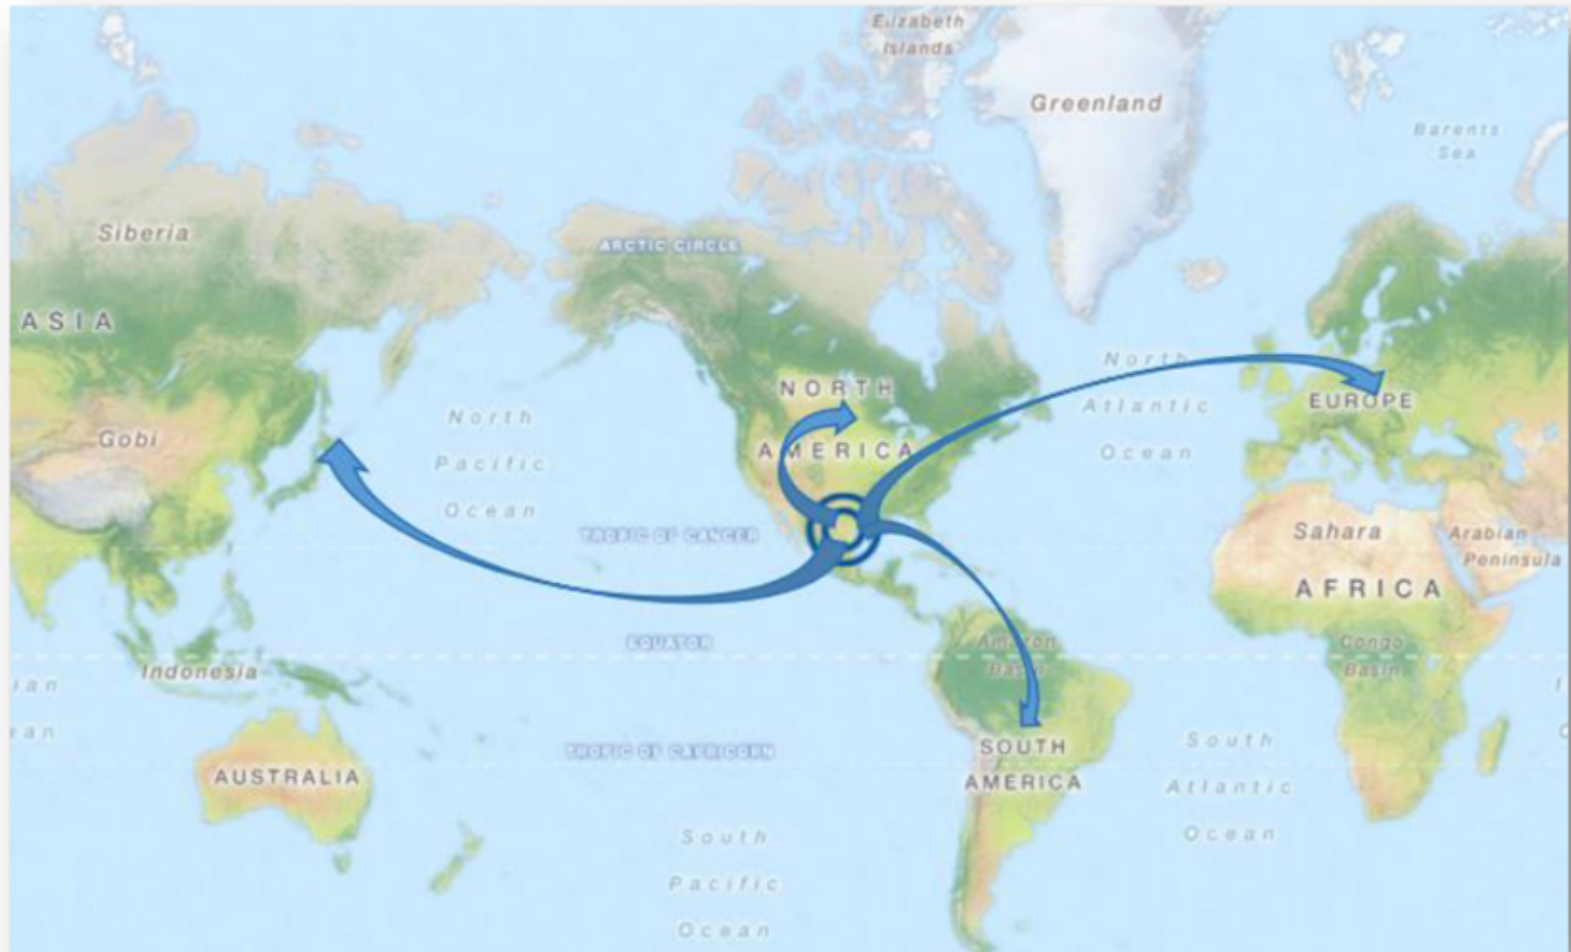 Elizabeth
Islands
Greenland
Barents
Sea
Siberia
ARCTIC CIRCLE
ASIA
North
Atlantic
Ocean
NORTH
AMERICA
EUROPE
Gobi
North
Pacific
Ocean
TROPIC OF CANCER
Sahara
Arabian
Peninsula
AFRICA
EQUATOR
Amazon
Basin
Congo
Basin
Indonesia
ian
ean
TROPIC OF CAPRICORN
SOUTH
AMERICA
South
Atlantic
Ocean
AUSTRALIA
South
Pacific
Ocean